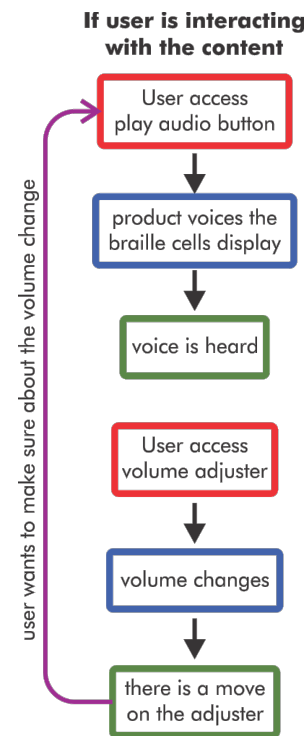 If user is interacting
with the content
User access
play audio button
product voices the
braille cells display
voice is heard
User access
volume adjuster
volume changes
there is a move
on the adjuster
user wants to make sure about the volume change